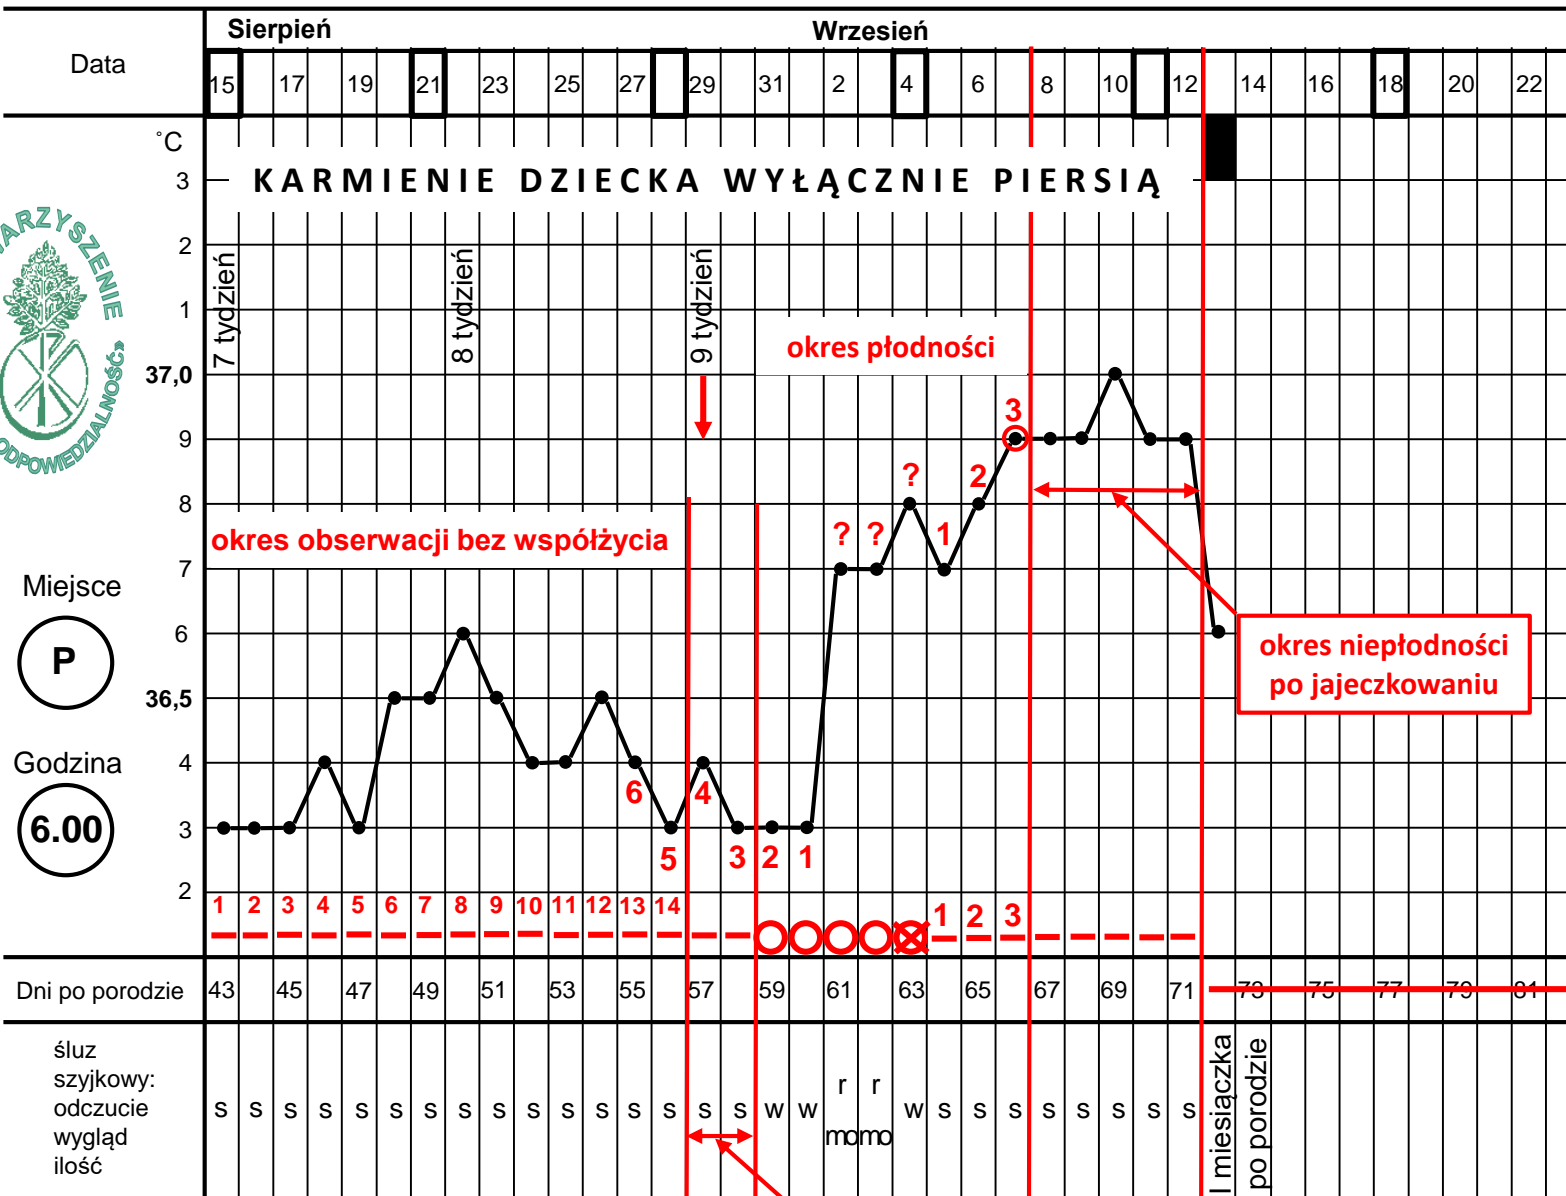 Sierpień Wrzesień
Data
15 17 19 21 23 25 27 29 31 2 4 6 8 10 12 14 16 18 20 22
°C
3 KARMIENIE DZIECKA WYŁĄCZNIE PIERSIĄ
2
1
7 tydzień
8 tydzień
9 tydzień
okres płodności
37,0
3
9
?
2
8
okres obserwacji bez współżycia
? ? 1
7
Miejsce
P
6
okres niepłodności
po jajeczkowaniu
36,5
Godzina
6.00
4
6 4
3
5 3 2 1
2
1 2 3 4 5 6 7 8 9 10 11 12 13 14 1 2 3
Dni po porodzie 43 45 47 49 51 53 55 57 59 61 63 65 67 69 71 73 75 77 79 81
śluz
szyjkowy:
odczucie
wygląd
ilość
r r
s s s s s s s s s s s s s s s s w w w s s s s s s s s
mo mo
I miesiączka
po porodzie
ARZYSZENIE
ODPOWIEDZIALNOŚĆ»